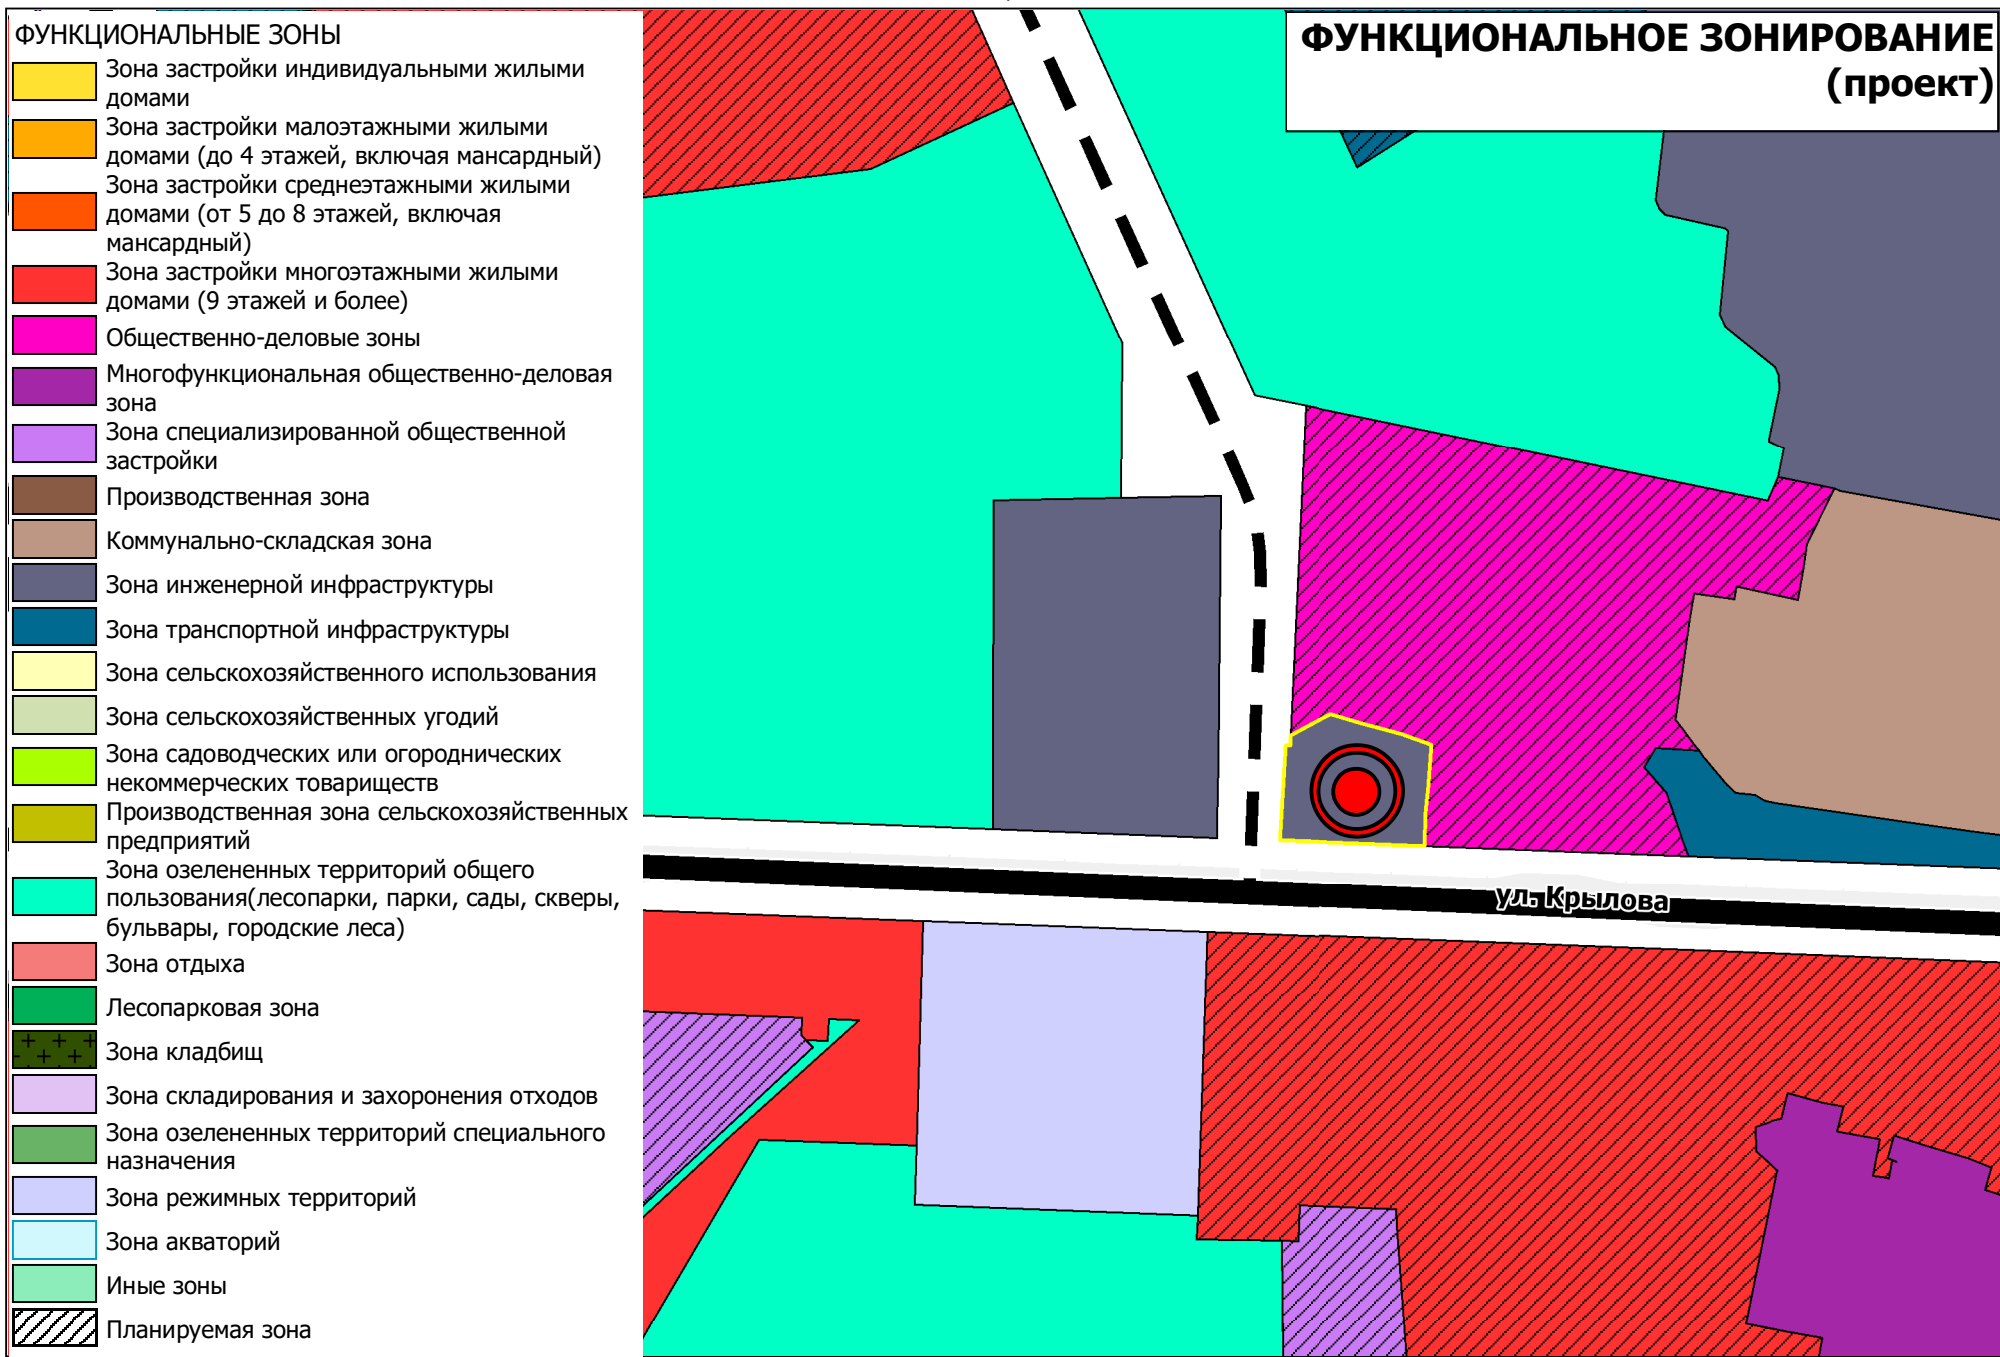 ФУНКЦИОНАЛЬНЫЕ ЗОНЫ
Зона застройки индивидуальными жилыми
домами
Зона застройки малоэтажными жилыми
домами (до 4 этажей, включая мансардный)
Зона застройки среднеэтажными жилыми
домами (от 5 до 8 этажей, включая
мансардный)
Зона застройки многоэтажными жилыми
домами (9 этажей и более)
Общественно-деловые зоны
Многофункциональная общественно-деловая
зона
Зона специализированной общественной
застройки
Производственная зона
Коммунально-складская зона
Зона инженерной инфраструктуры
Зона транспортной инфраструктуры
Зона сельскохозяйственного использования
Зона сельскохозяйственных угодий
Зона садоводческих или огороднических
некоммерческих товариществ
Производственная зона сельскохозяйственных
предприятий
Зона озелененных территорий общего
пользования(лесопарки, парки, сады, скверы,
бульвары, городские леса)
Зона отдыха
Лесопарковая зона
Зона кладбищ
Зона складирования и захоронения отходов
Зона озелененных территорий специального
назначения
Зона режимных территорий
Зона акваторий
Иные зоны
Планируемая зона
ФУНКЦИОНАЛЬНОЕ ЗОНИРОВАНИЕ
(проект)
ул. Крылова